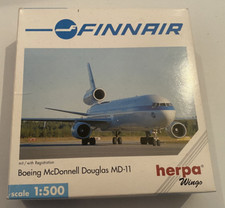 FINNAIR
mit / with Registration
Boeing McDonnell Douglas MD-11
herpa
Wings
scale 1:500